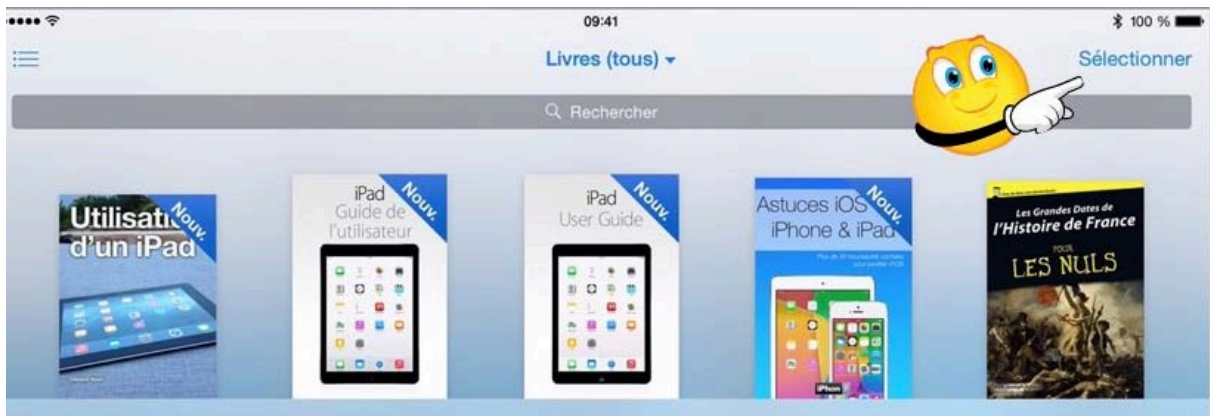 09:41
100 %
Livres (tous)
Sélectionner
Rechercher
Utilisati
d'un iPad
Nouv.
iPad
Guide de
l'utilisateur
Nouv.
iPad
User Guide
Nouv.
Astuces iOS
iPhone & iPad
Nouv.
Les Grandes Dates de
l'Histoire de France
POUR
LES NULS